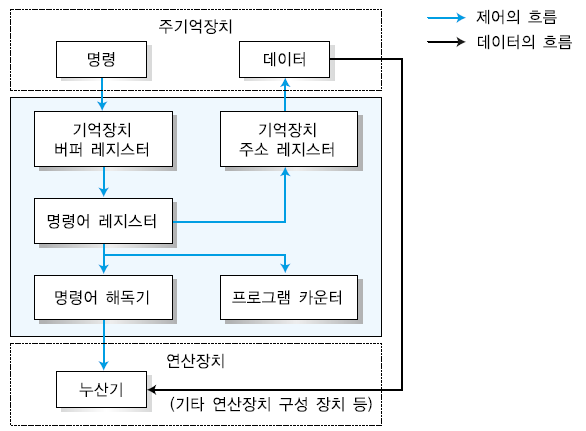 주기억장치
제어의 흐름
데이터의 흐름
명령
데이터
기억장치
버퍼 레지스터
기억장치
주소 레지스터
명령어 레지스터
명령어 해독기
프로그램 카운터
연산장치
누산기
(기타 연산장치 구성 장치 등)